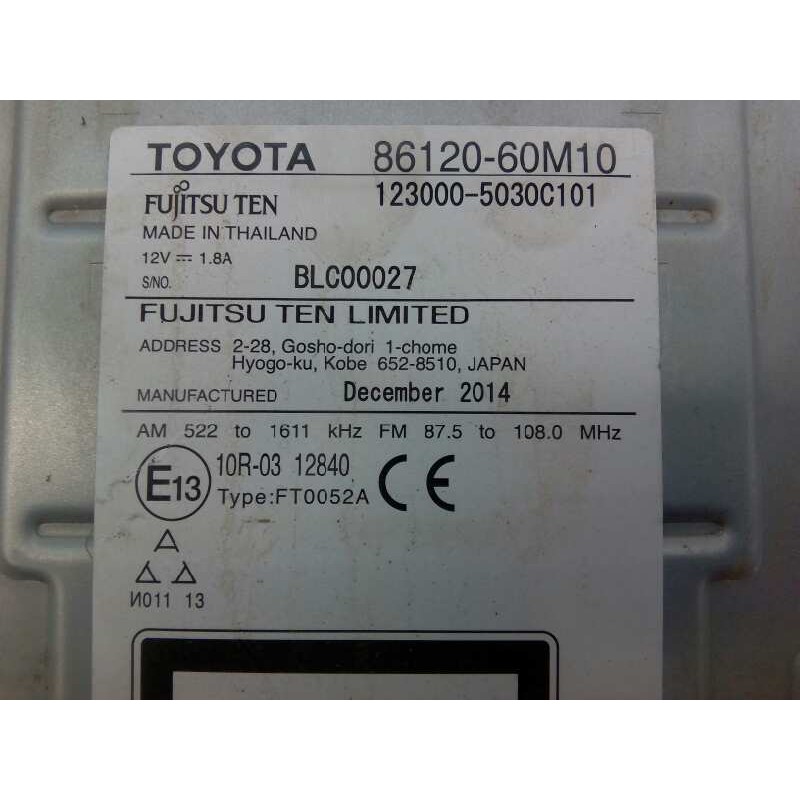 TOYOTA 86120-60M10
FUJITSU TEN 123000-5030C101
MADE IN THAILAND
12V ⎓ 1.8A
S/NO. BLC00027
FUJITSU TEN LIMITED
ADDRESS 2-28, Gosho-dori 1-chome
Hyogo-ku, Kobe 652-8510, JAPAN
MANUFACTURED December 2014
AM 522 to 1611 kHz FM 87.5 to 108.0 MHz
E13 10R-03 12840 CE
Type:FT0052A
И011 13